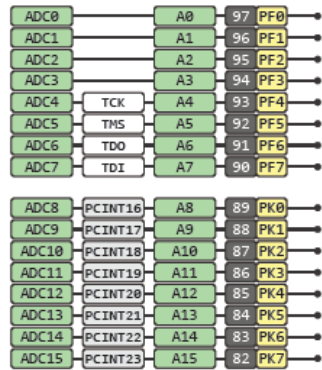 ADC0 A0 97 PF0
ADC1 A1 96 PF1
ADC2 A2 95 PF2
ADC3 A3 94 PF3
ADC4 TCK A4 93 PF4
ADC5 TMS A5 92 PF5
ADC6 TDO A6 91 PF6
ADC7 TDI A7 90 PF7
ADC8 PCINT16 A8 89 PK0
ADC9 PCINT17 A9 88 PK1
ADC10 PCINT18 A10 87 PK2
ADC11 PCINT19 A11 86 PK3
ADC12 PCINT20 A12 85 PK4
ADC13 PCINT21 A13 84 PK5
ADC14 PCINT22 A14 83 PK6
ADC15 PCINT23 A15 82 PK7